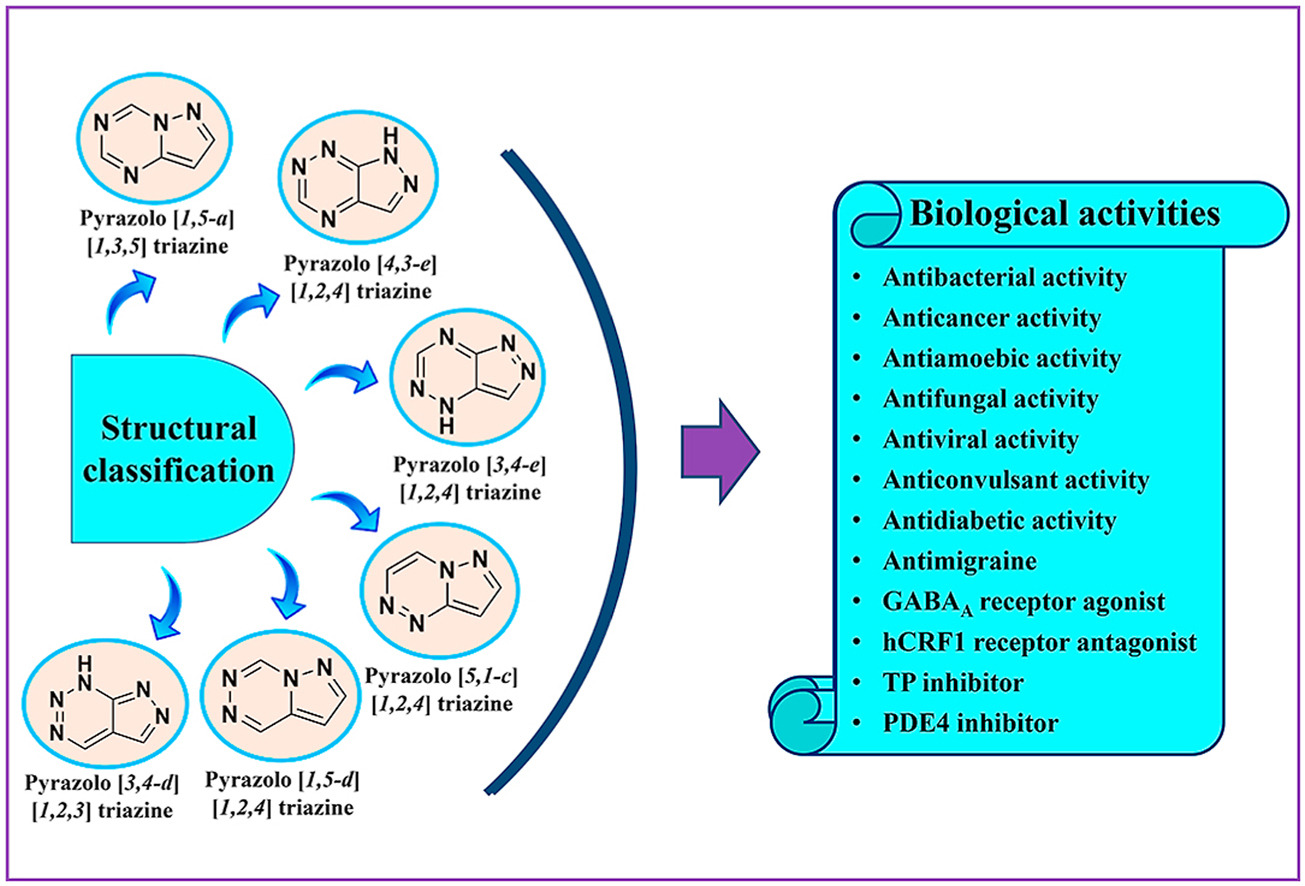 N
N
N
N
Pyrazolo [1,5-a]
[1,3,5] triazine
H
N
N
N
N
N
Pyrazolo [4,3-e]
[1,2,4] triazine
N
N
N
N
N
H
Pyrazolo [3,4-e]
[1,2,4] triazine
Structural
classification
N
N
N
N
Pyrazolo [5,1-c]
[1,2,4] triazine
H
N
N
N
N
N
Pyrazolo [3,4-d]
[1,2,3] triazine
N
N
N
N
Pyrazolo [1,5-d]
[1,2,4] triazine
Biological activities
• Antibacterial activity
• Anticancer activity
• Antiamoebic activity
• Antifungal activity
• Antiviral activity
• Anticonvulsant activity
• Antidiabetic activity
• Antimigraine
• GABAA receptor agonist
• hCRF1 receptor antagonist
• TP inhibitor
• PDE4 inhibitor